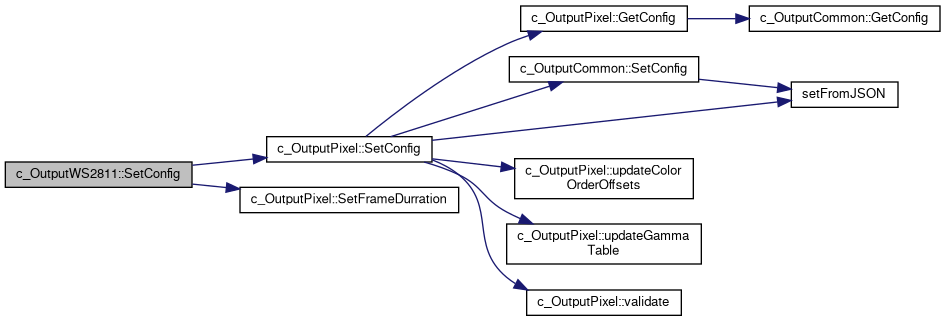 c_OutputPixel::GetConfig
c_OutputCommon::GetConfig
c_OutputCommon::SetConfig
setFromJSON
c_OutputPixel::SetConfig
c_OutputWS2811::SetConfig
c_OutputPixel::updateColor
OrderOffsets
c_OutputPixel::SetFrameDurration
c_OutputPixel::updateGamma
Table
c_OutputPixel::validate